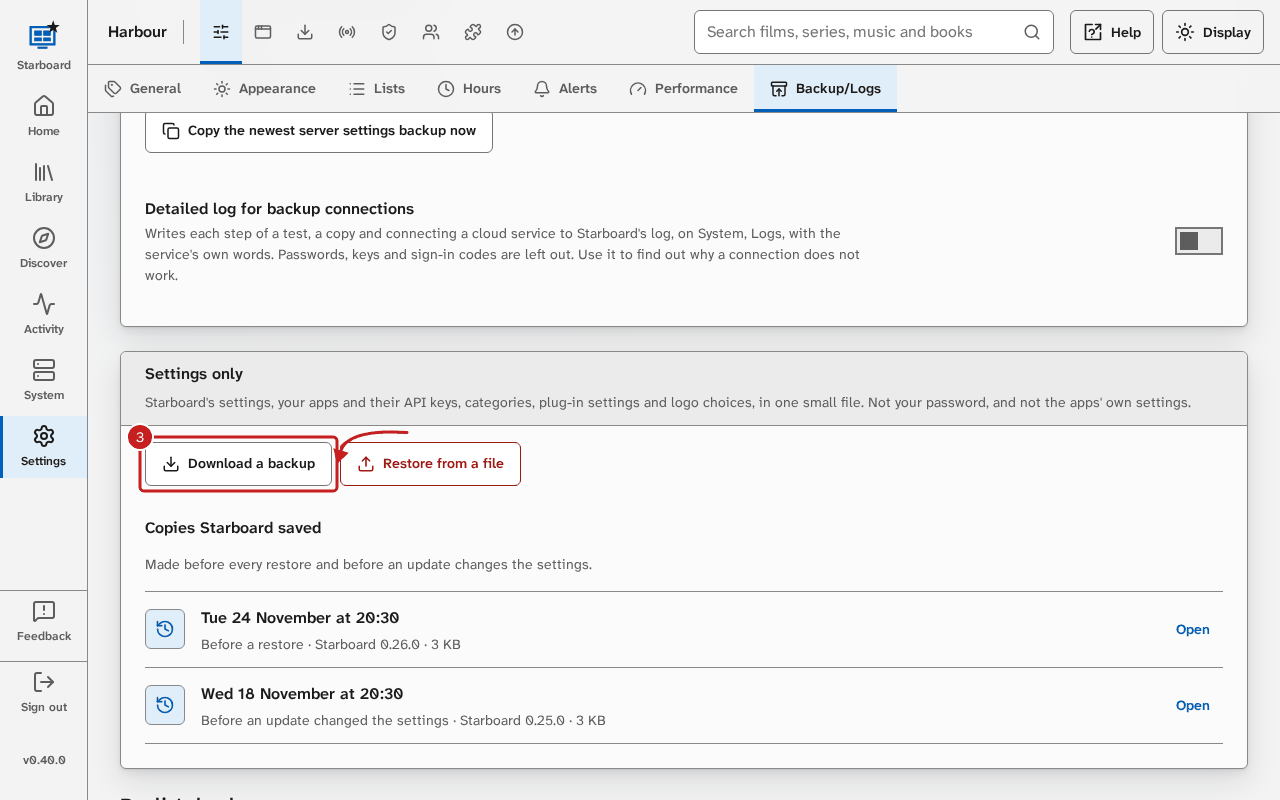 Starboard
Home
Library
Discover
Activity
System
Settings
Feedback
Sign out
v0.40.0
Harbour
Search films, series, music and books
Help
Display
General
Appearance
Lists
Hours
Alerts
Performance
Backup/Logs
Copy the newest server settings backup now
Detailed log for backup connections
Writes each step of a test, a copy and connecting a cloud service to Starboard's log, on System, Logs, with the
service's own words. Passwords, keys and sign-in codes are left out. Use it to find out why a connection does not
work.
Settings only
Starboard's settings, your apps and their API keys, categories, plug-in settings and logo choices, in one small file. Not your password, and not the apps' own settings.
3
Download a backup
Restore from a file
Copies Starboard saved
Made before every restore and before an update changes the settings.
Tue 24 November at 20:30
Before a restore · Starboard 0.26.0 · 3 KB
Open
Wed 18 November at 20:30
Before an update changed the settings · Starboard 0.25.0 · 3 KB
Open